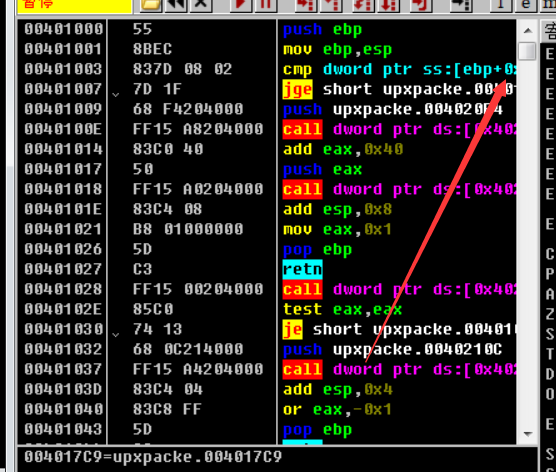 暂停
00401000 55 push ebp
00401001 8BEC mov ebp,esp
00401003 837D 08 02 cmp dword ptr ss:[ebp+0x
00401007 7D 1F jge short upxpacke.00401
00401009 68 F4204000 push upxpacke.004020F4
0040100E FF15 A8204000 call dword ptr ds:[0x402
00401014 83C0 40 add eax,0x40
00401017 50 push eax
00401018 FF15 A0204000 call dword ptr ds:[0x402
0040101E 83C4 08 add esp,0x8
00401021 B8 01000000 mov eax,0x1
00401026 5D pop ebp
00401027 C3 retn
00401028 FF15 00204000 call dword ptr ds:[0x402
0040102E 85C0 test eax,eax
00401030 74 13 je short upxpacke.004010
00401032 68 0C214000 push upxpacke.0040210C
00401037 FF15 A4204000 call dword ptr ds:[0x402
0040103D 83C4 04 add esp,0x4
00401040 83C8 FF or eax,-0x1
00401043 5D pop ebp
004017C9=upxpacke.004017C9